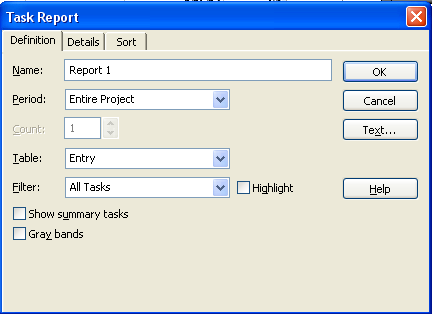 Task Report
Definition Details Sort
Name: Report 1 OK
Period: Entire Project Cancel
Count: 1 Text...
Table: Entry
Filter: All Tasks Highlight Help
Show summary tasks
Gray bands